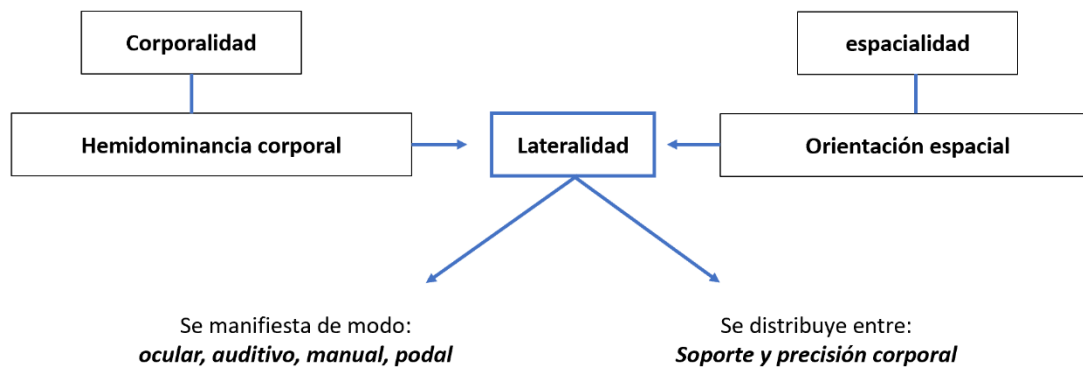 Corporalidad
espacialidad
Hemidominancia corporal
Lateralidad
Orientación espacial
Se manifiesta de modo:
ocular, auditivo, manual, podal
Se distribuye entre:
Soporte y precisión corporal